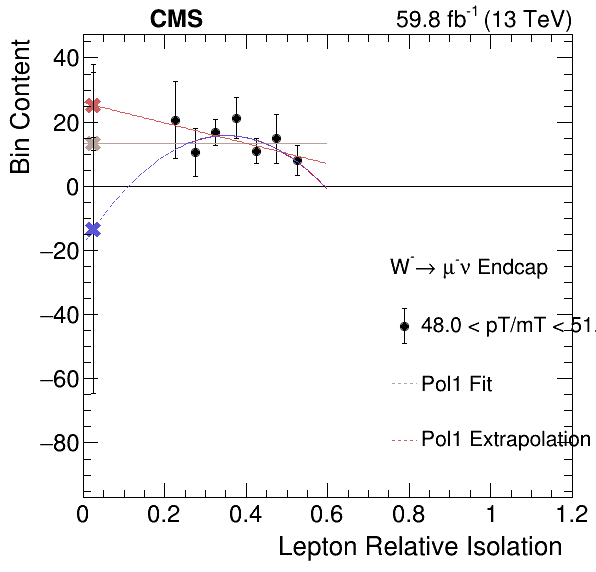 CMS 59.8 fb⁻¹ (13 TeV)
Bin Content
40
20
0
−20
−40
−60
−80
W⁻→ μ⁻ν Endcap
48.0 < pT/mT < 51.
Pol1 Fit
Pol1 Extrapolation
0 0.2 0.4 0.6 0.8 1 1.2
Lepton Relative Isolation